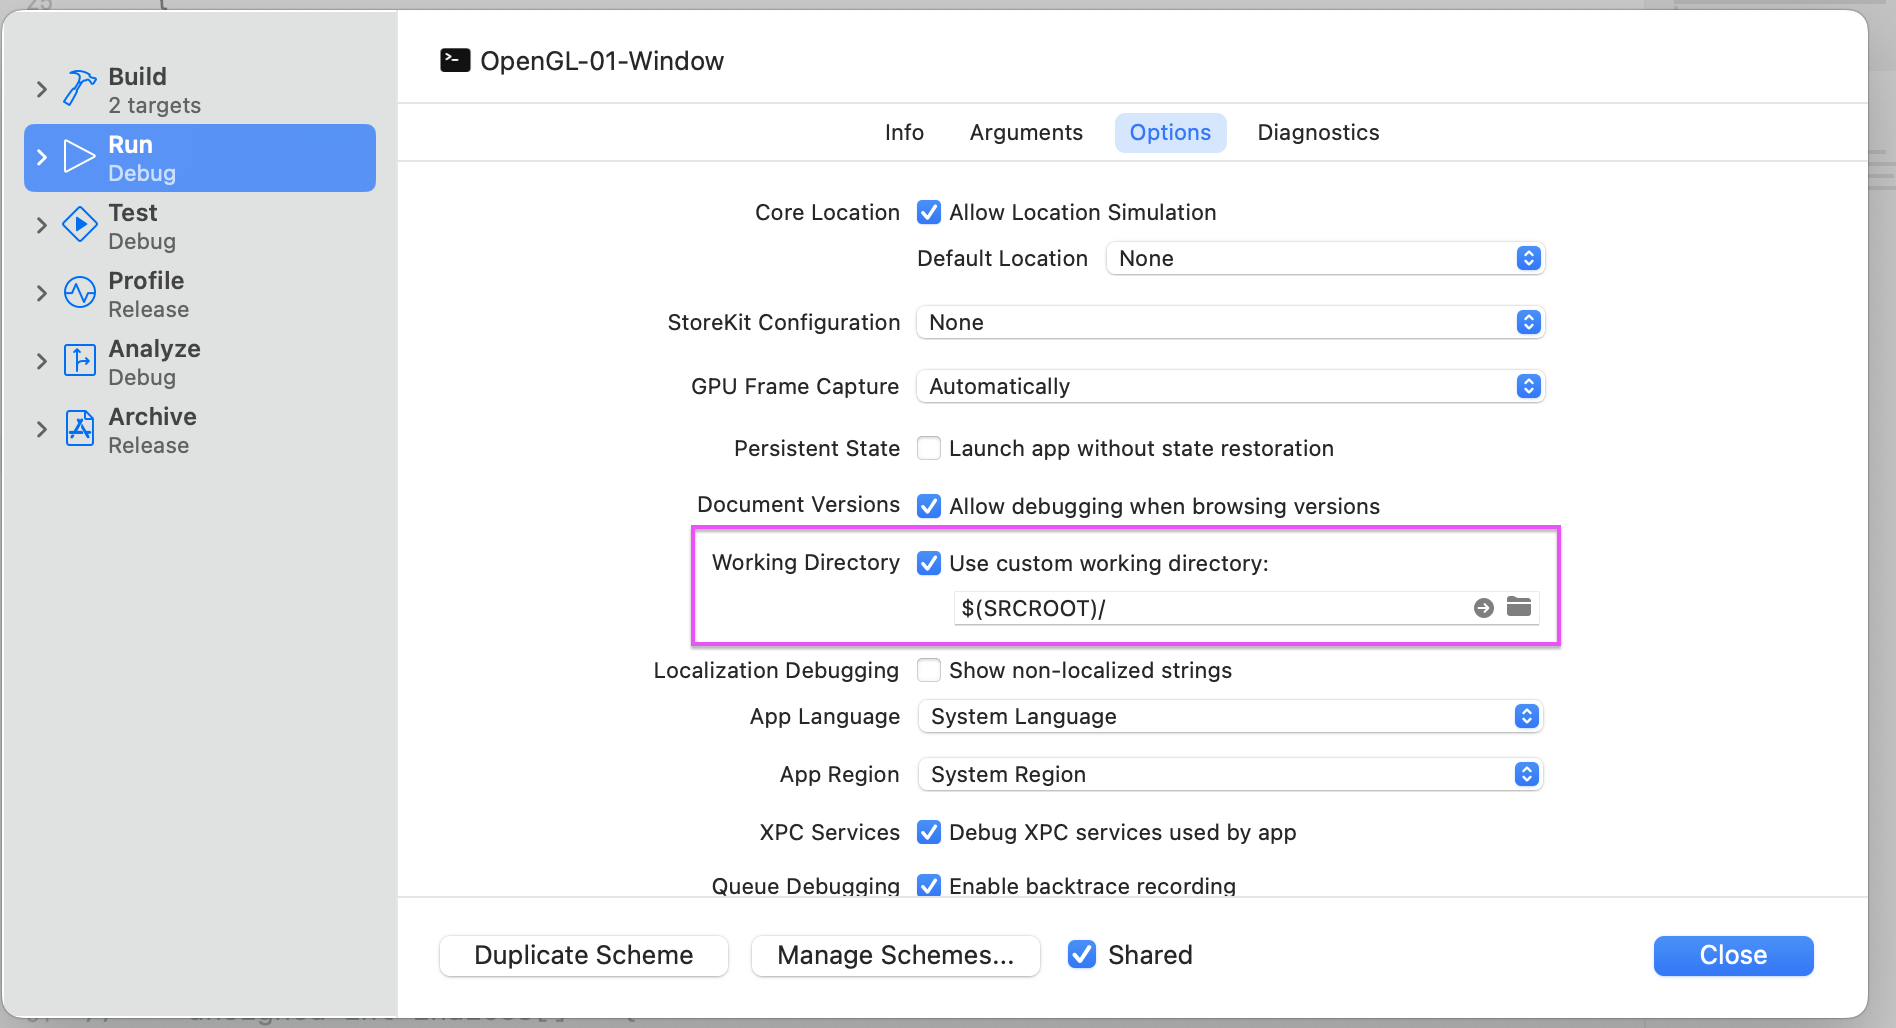 25 {
OpenGL-01-Window
Build
2 targets
Run
Debug
Test
Debug
Profile
Release
Analyze
Debug
Archive
Release
Info Arguments Options Diagnostics
Core Location Allow Location Simulation
Default Location None
StoreKit Configuration None
GPU Frame Capture Automatically
Persistent State Launch app without state restoration
Document Versions Allow debugging when browsing versions
Working Directory Use custom working directory:
$(SRCROOT)/
Localization Debugging Show non-localized strings
App Language System Language
App Region System Region
XPC Services Debug XPC services used by app
Queue Debugging Enable backtrace recording
Duplicate Scheme Manage Schemes... Shared Close